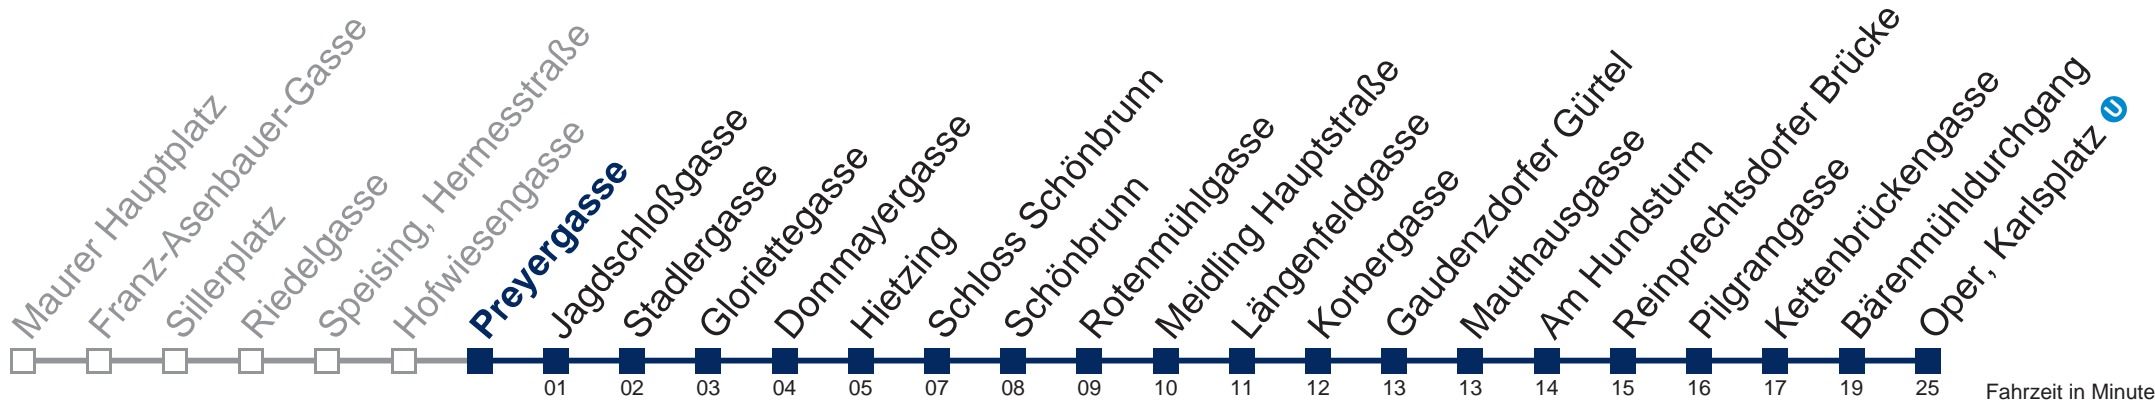 Maurer Hauptplatz
Franz-Asenbauer-Gasse
Sillerplatz
Riedelgasse
Speising, Hermesstraße
Hofwiesengasse
Preyergasse
Jagdschloßgasse
Stadlergasse
Gloriettegasse
Dommayergasse
Hietzing
Schloss Schönbrunn
Schönbrunn
Rotenmühlgasse
Meidling Hauptstraße
Längenfeldgasse
Korbergasse
Gaudenzdorfer Gürtel
Mauthausgasse
Am Hundsturm
Reinprechtsdorfer Brücke
Pilgramgasse
Kettenbrückengasse
Bärenmühldurchgang
Oper, Karlsplatz U
01 02 03 04 05 07 08 09 10 11 12 13 13 14 15 16 17 19 25
Fahrzeit in Minute